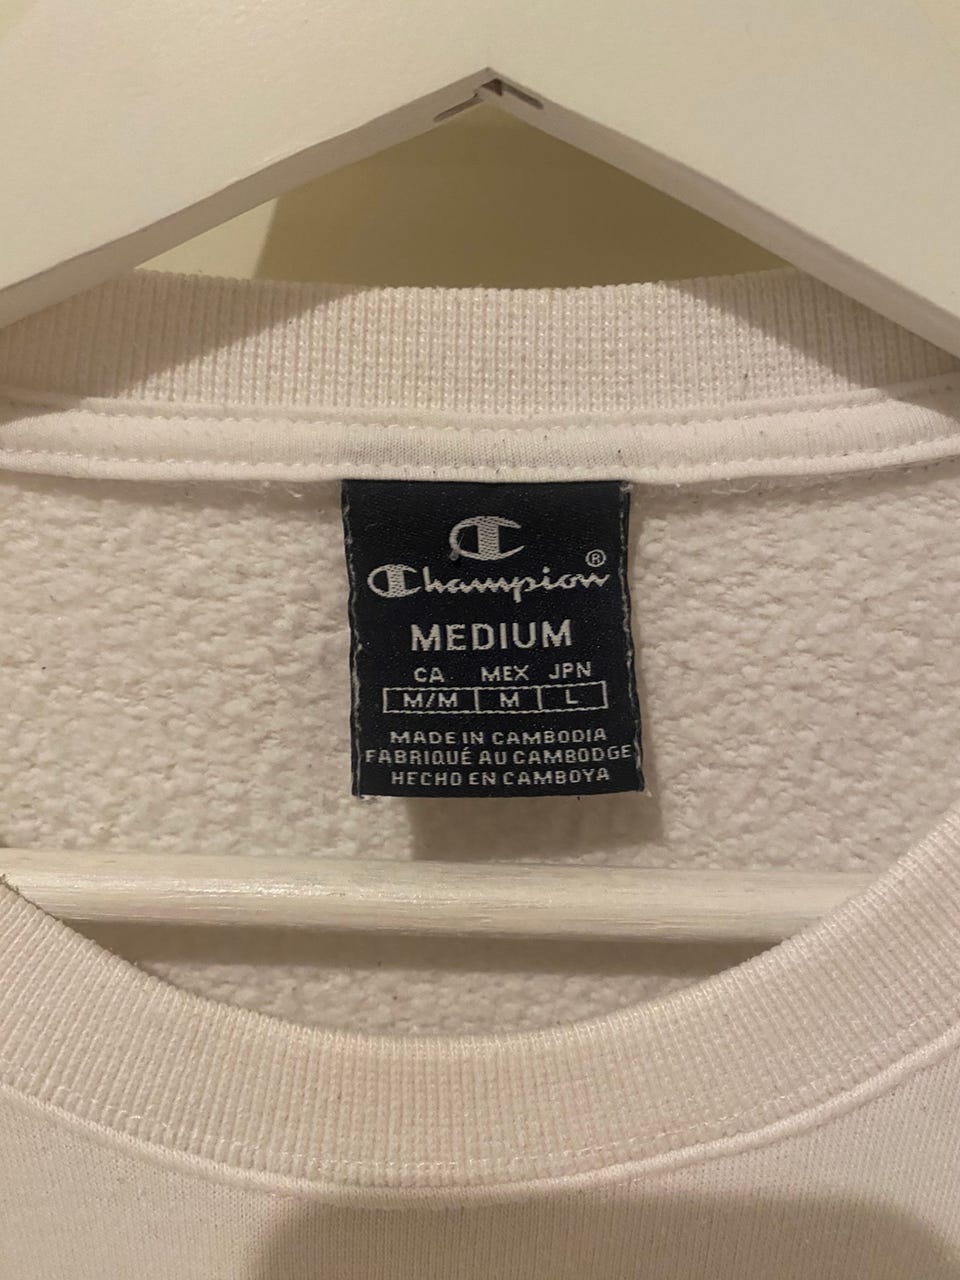 C
Champion®
MEDIUM
CA MEX JPN
M/M M L
MADE IN CAMBODIA
FABRIQUÉ AU CAMBODGE
HECHO EN CAMBOYA